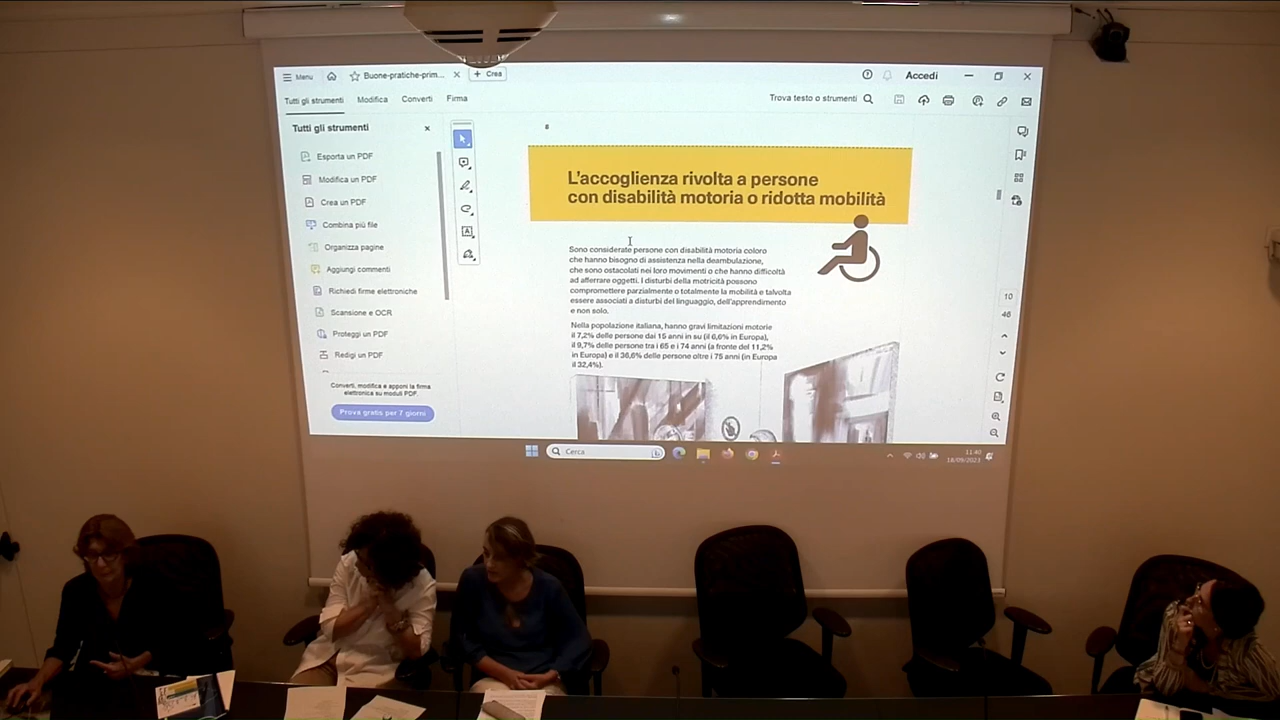 Menu
Buone-pratiche-prim...
Crea
Accedi
Tutti gli strumenti
Modifica
Converti
Firma
Trova testo o strumenti
Tutti gli strumenti
Esporta un PDF
Modifica un PDF
Crea un PDF
Combina più file
Organizza pagine
Aggiungi commenti
Richiedi firme elettroniche
Scansione e OCR
Proteggi un PDF
Redigi un PDF
Converti, modifica e apponi la firma
elettronica su moduli PDF.
Prova gratis per 7 giorni
A
L'accoglienza rivolta a persone
con disabilità motoria o ridotta mobilità
Sono considerate persone con disabilità motoria coloro
che hanno bisogno di assistenza nella deambulazione,
che sono ostacolati nei loro movimenti o che hanno difficoltà
ad afferrare oggetti. I disturbi della motricità possono
compromettere parzialmente o totalmente la mobilità e talvolta
essere associati a disturbi del linguaggio, dell'apprendimento
e non solo.
Nella popolazione italiana, hanno gravi limitazioni motorie
il 7,2% delle persone dai 15 anni in su (il 6,6% in Europa),
il 9,7% delle persone tra i 65 e i 74 anni (a fronte del 11,2%
in Europa) e il 36,6% delle persone oltre i 75 anni (in Europa
il 32,4%).
10
46
Cerca
11:40
18/09/2023